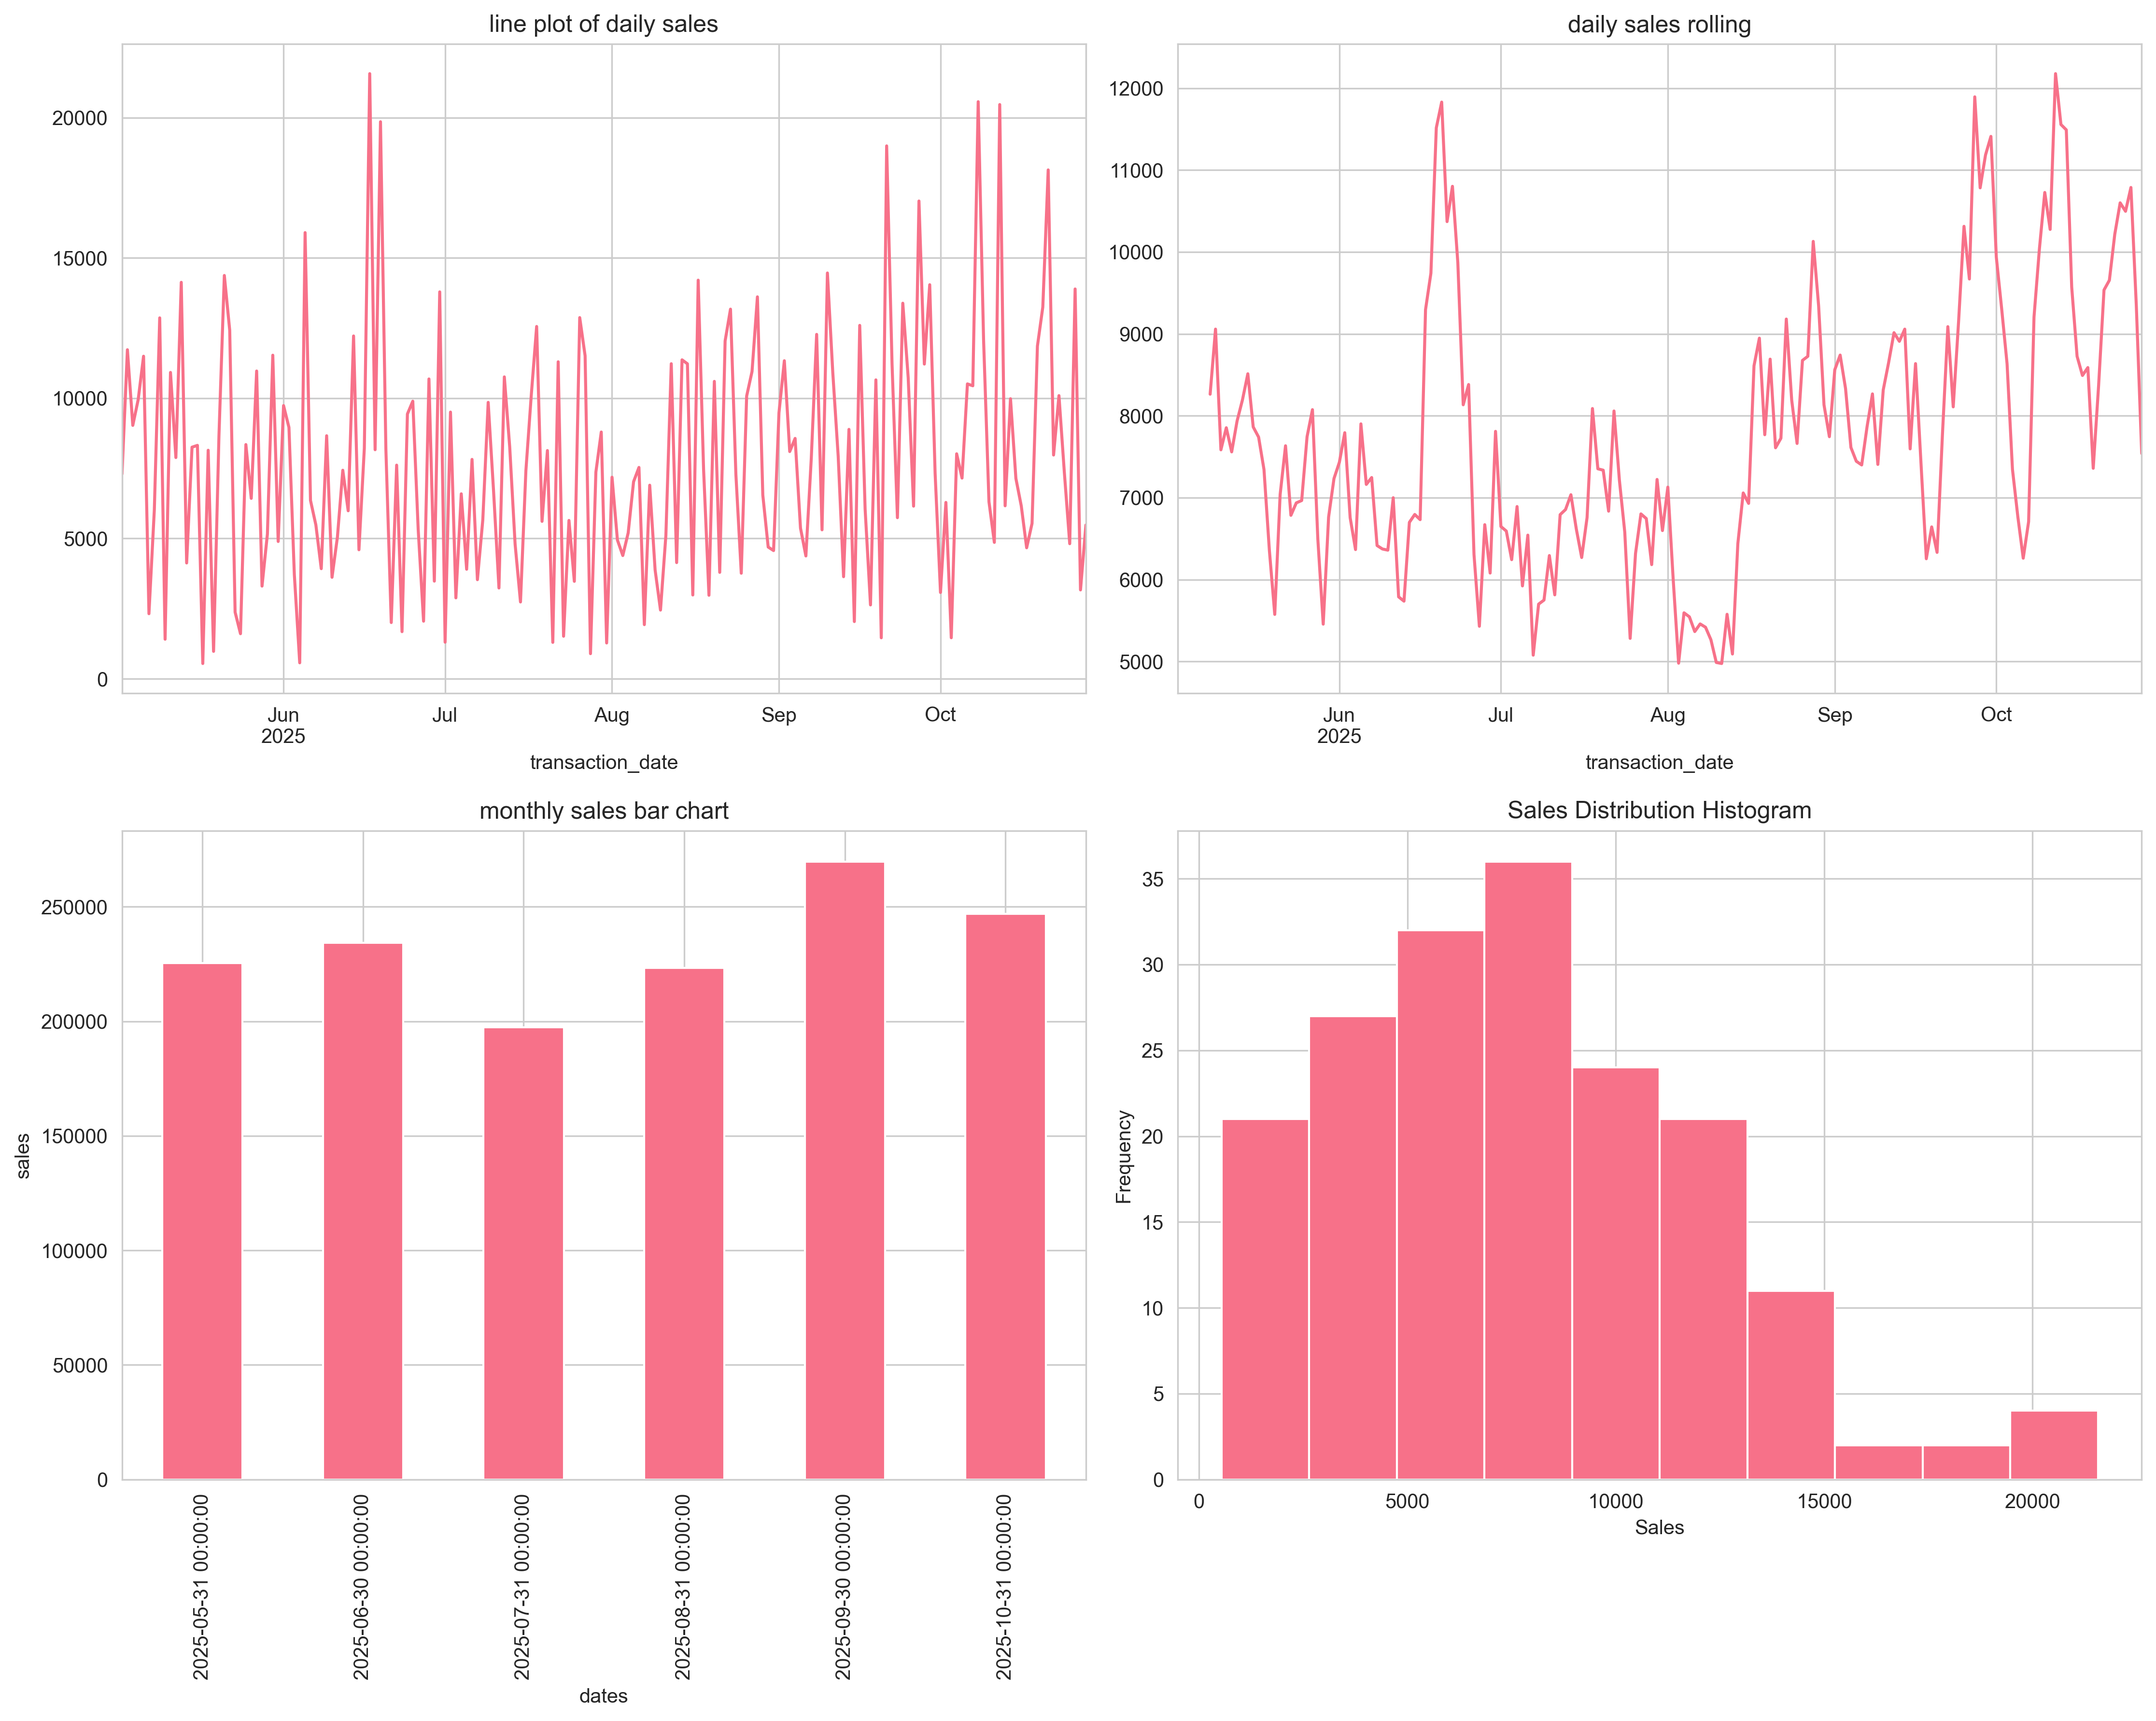 line plot of daily sales
20000
15000
10000
5000
0
Jun
2025
Jul
Aug
Sep
Oct
transaction_date
daily sales rolling
12000
11000
10000
9000
8000
7000
6000
5000
Jun
2025
Jul
Aug
Sep
Oct
transaction_date
monthly sales bar chart
sales
250000
200000
150000
100000
50000
0
2025-05-31 00:00:00
2025-06-30 00:00:00
2025-07-31 00:00:00
2025-08-31 00:00:00
2025-09-30 00:00:00
2025-10-31 00:00:00
dates
Sales Distribution Histogram
Frequency
35
30
25
20
15
10
5
0
0
5000
10000
15000
20000
Sales